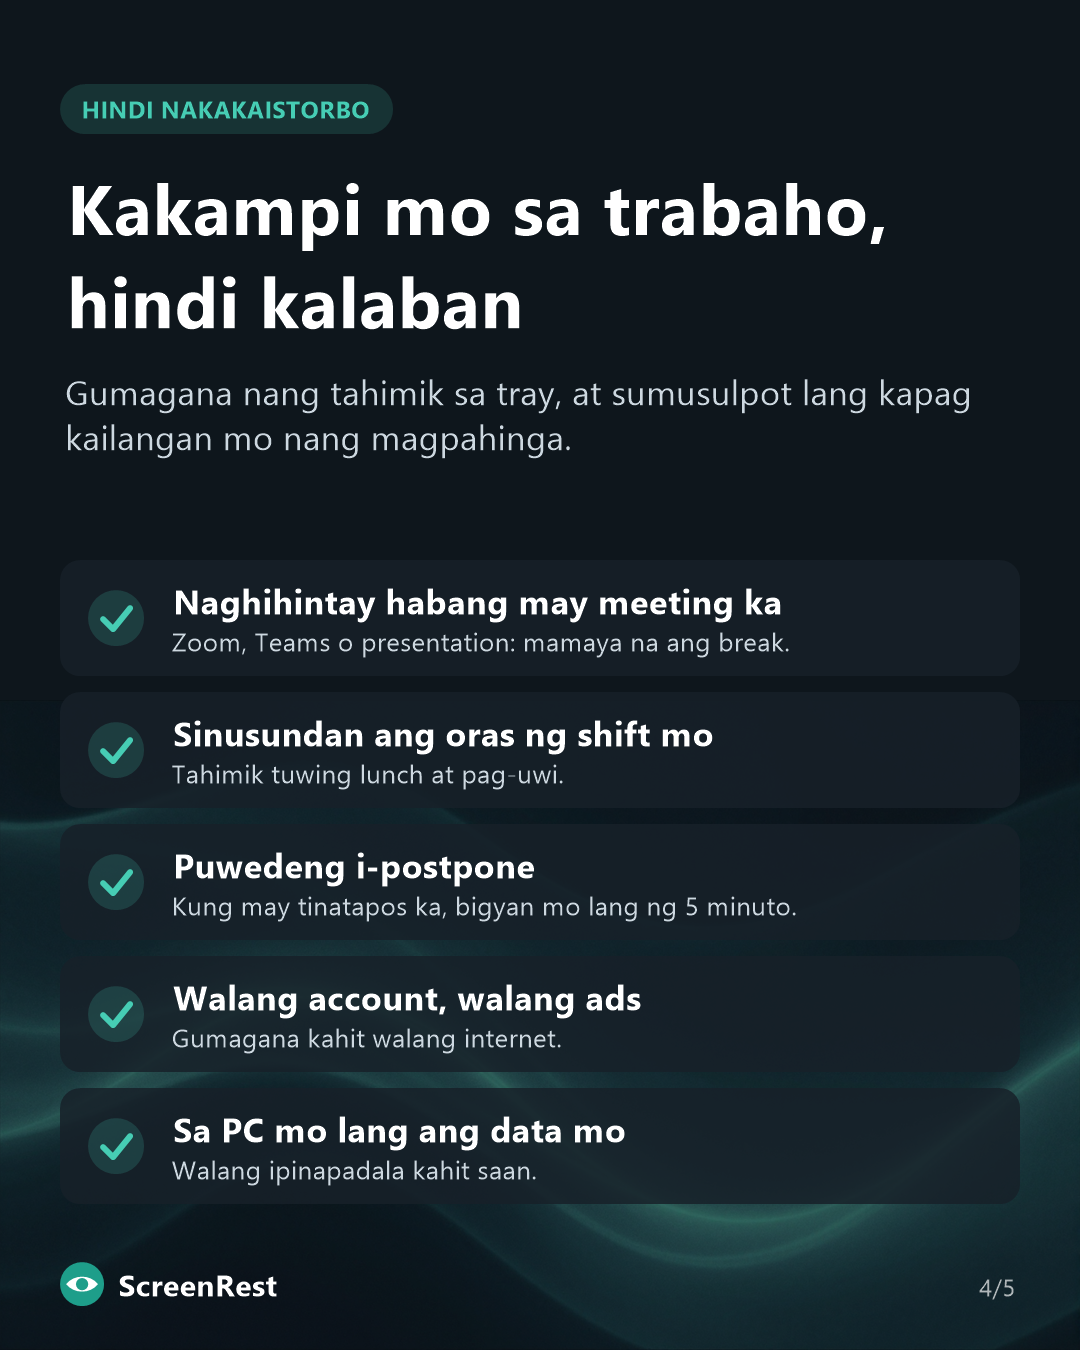 HINDI NAKAKAISTORBO
Kakampi mo sa trabaho,
hindi kalaban
Gumagana nang tahimik sa tray, at sumusulpot lang kapag
kailangan mo nang magpahinga.
Naghihintay habang may meeting ka
Zoom, Teams o presentation: mamaya na ang break.
Sinusundan ang oras ng shift mo
Tahimik tuwing lunch at pag-uwi.
Puwedeng i-postpone
Kung may tinatapos ka, bigyan mo lang ng 5 minuto.
Walang account, walang ads
Gumagana kahit walang internet.
Sa PC mo lang ang data mo
Walang ipinapadala kahit saan.
ScreenRest
4/5